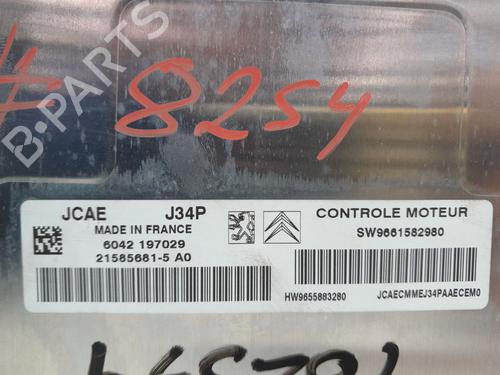 # 8254
B-PARTS
JCAE J34P
MADE IN FRANCE
6042 197029
21585681-5 A0
CONTROLE MOTEUR
SW9661582980
HW9655883280
JCAECMMEJ34PAAECEM0